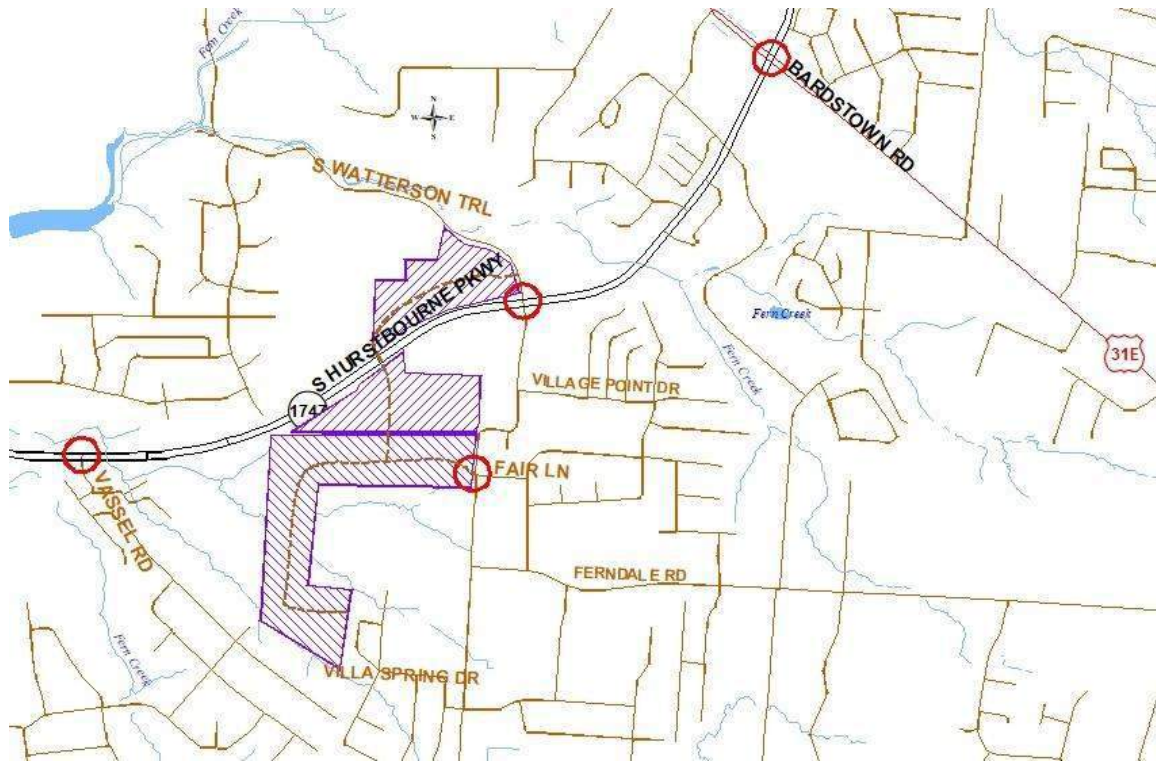 Fern Creek
BARDSTOWN RD
N
W E
S
S WATTERSON TRL
S HURSTBOURNE PKWY
Fern Creek
31E
Fern Creek
VILLAGE POINT DR
1747
FAIR LN
VASSEL RD
FERNDALE RD
Fern Creek
VILLA SPRING DR